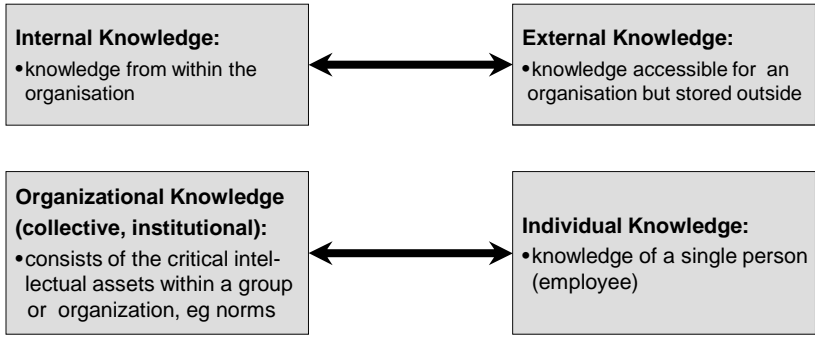 Internal Knowledge:
•knowledge from within the
organisation
External Knowledge:
•knowledge accessible for an
organisation but stored outside
Organizational Knowledge
(collective, institutional):
•consists of the critical intel-
lectual assets within a group
or organization, eg norms
Individual Knowledge:
•knowledge of a single person
(employee)